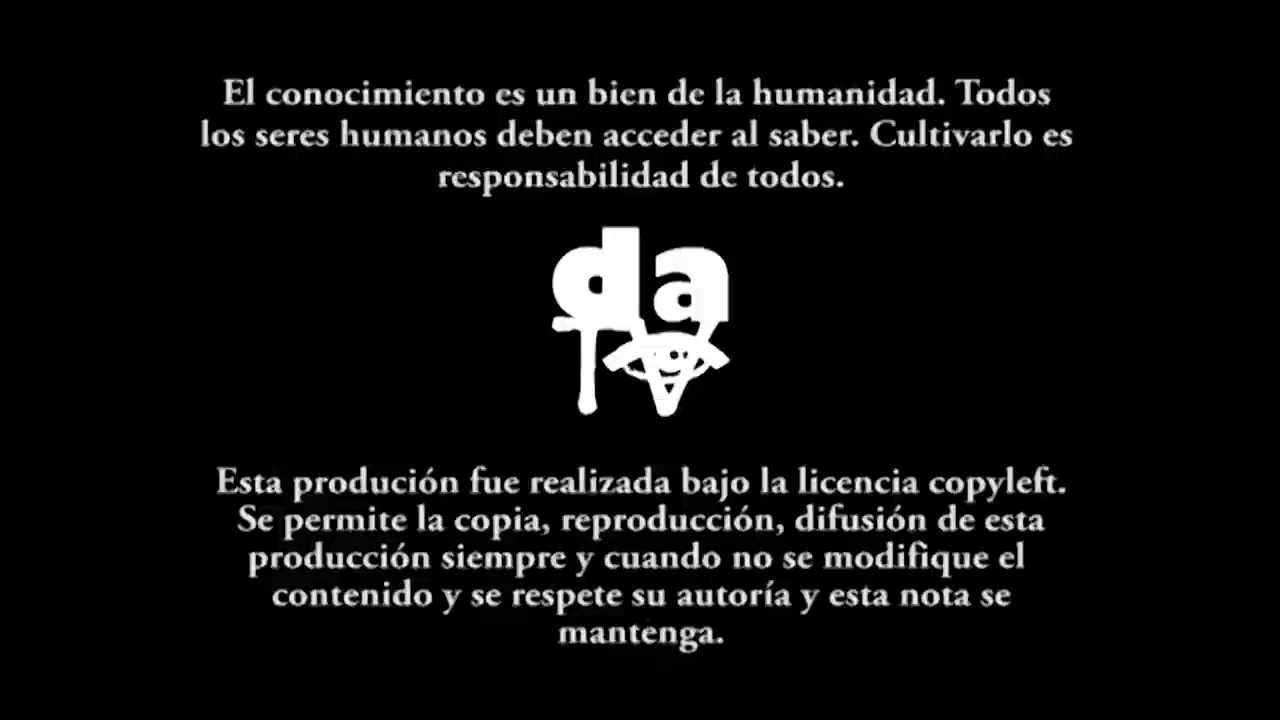 El conocimiento es un bien de la humanidad. Todos
los seres humanos deben acceder al saber. Cultivarlo es
responsabilidad de todos.
da
TV
Esta produción fue realizada bajo la licencia copyleft.
Se permite la copia, reproducción, difusión de esta
producción siempre y cuando no se modifique el
contenido y se respete su autoría y esta nota se
mantenga.